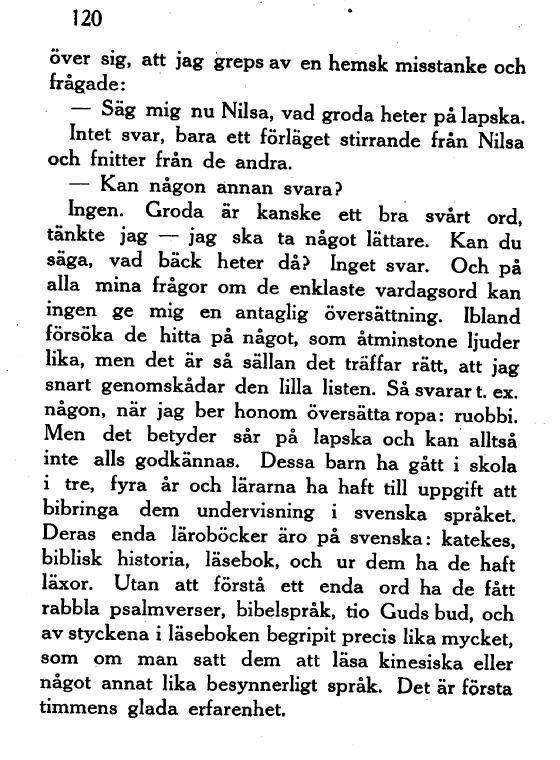 120
över sig, att jag greps av en hemsk misstanke och
frågade:
— Säg mig nu Nilsa, vad groda heter på lapska.
Intet svar, bara ett förläget stirrande från Nilsa
och fnitter från de andra.
— Kan någon annan svara?
Ingen. Groda är kanske ett bra svårt ord,
tänkte jag — jag ska ta något lättare. Kan du
säga, vad bäck heter då? Inget svar. Och på
alla mina frågor om de enklaste vardagsord kan
ingen ge mig en antaglig översättning. Ibland
försöka de hitta på något, som åtminstone ljuder
lika, men det är så sällan det träffar rätt, att jag
snart genomskådar den lilla listen. Så svarar t. ex.
någon, när jag ber honom översätta ropa: ruobbi.
Men det betyder sår på lapska och kan alltså
inte alls godkännas. Dessa barn ha gått i skola
i tre, fyra år och lärarna ha haft till uppgift att
bibringa dem undervisning i svenska språket.
Deras enda läroböcker äro på svenska: katekes,
biblisk historia, läsebok, och ur dem ha de haft
läxor. Utan att förstå ett enda ord ha de fått
rabbla psalmverser, bibelspråk, tio Guds bud, och
av styckena i läseboken begripit precis lika mycket,
som om man satt dem att läsa kinesiska eller
något annat lika besynnerligt språk. Det är första
timmens glada erfarenhet.